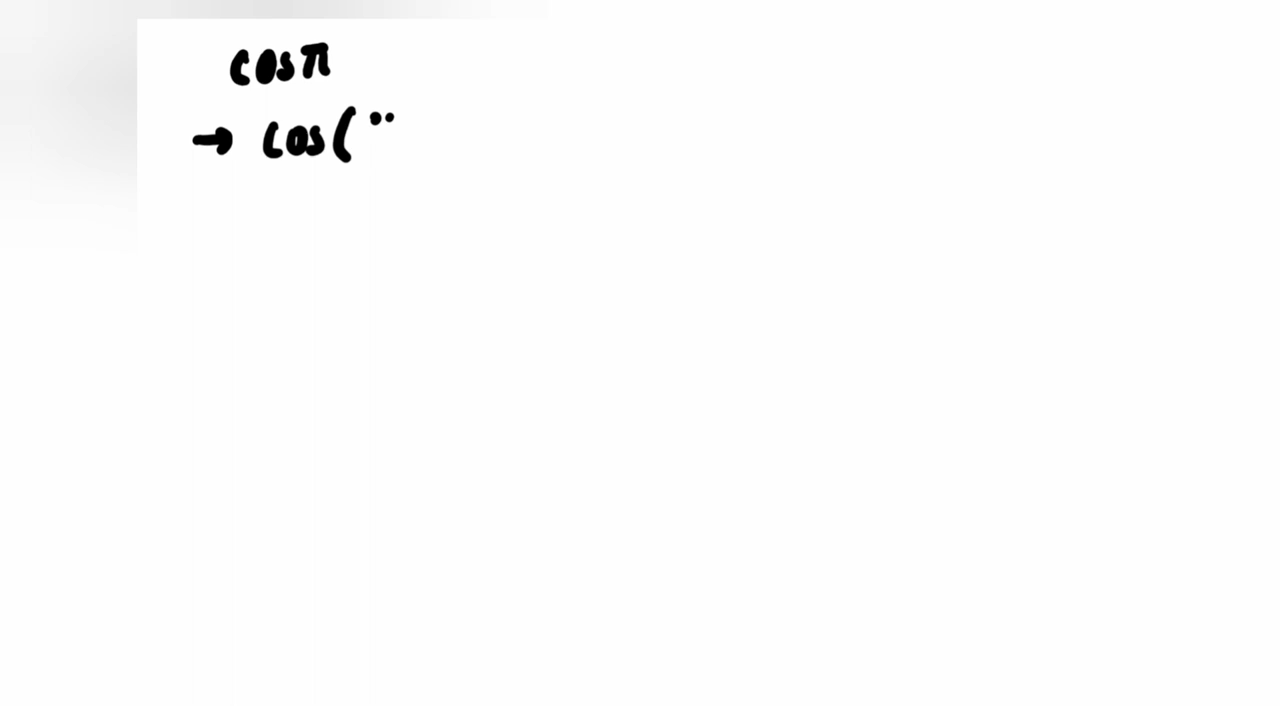 cosπ
→ cos(